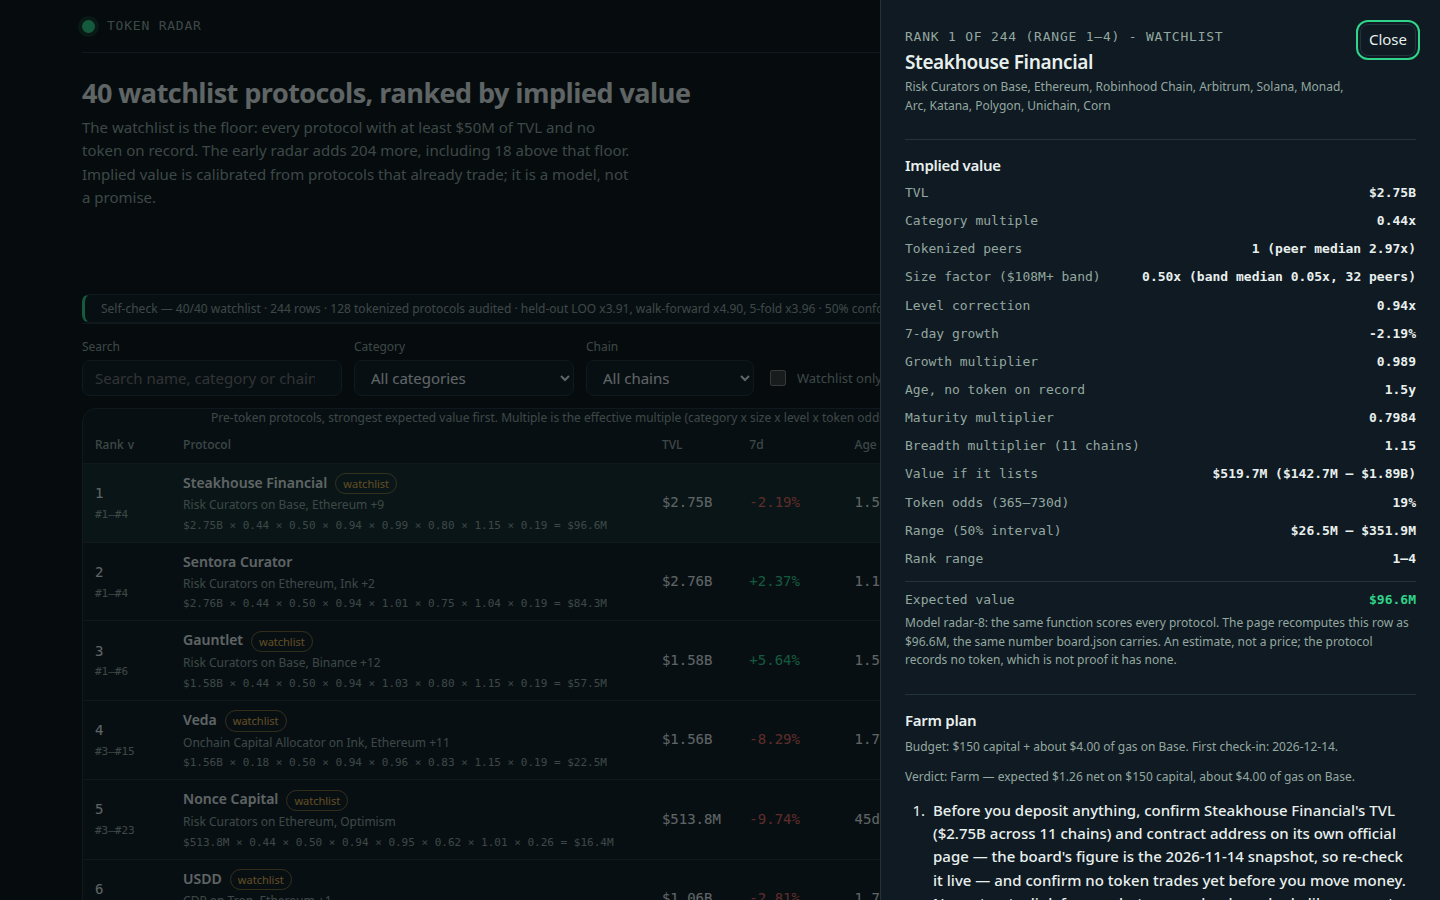 TOKEN RADAR
40 watchlist protocols, ranked by implied value
The watchlist is the floor: every protocol with at least $50M of TVL and no
token on record. The early radar adds 204 more, including 18 above that floor.
Implied value is calibrated from protocols that already trade; it is a model, not
a promise.
Self-check — 40/40 watchlist · 244 rows · 128 tokenized protocols audited · held-out LOO x3.91, walk-forward x4.90, 5-fold x3.96 · 50%
Search
Category
Chain
Search name, category or chain
All categories
All chains
Watchlist only
Pre-token protocols, strongest expected value first. Multiple is the effective multiple (category x size x level x token odd
Rank v
Protocol
TVL
7d
Age
1
#1–#4
Steakhouse Financial
watchlist
Risk Curators on Base, Ethereum +9
$2.75B × 0.44 × 0.50 × 0.94 × 0.99 × 0.80 × 1.15 × 0.19 = $96.6M
$2.75B
-2.19%
1.5
2
#1–#4
Sentora Curator
Risk Curators on Ethereum, Ink +2
$2.76B × 0.44 × 0.50 × 0.94 × 1.01 × 0.75 × 1.04 × 0.19 = $84.3M
$2.76B
+2.37%
1.1
3
#1–#6
Gauntlet
watchlist
Risk Curators on Base, Binance +12
$1.58B × 0.44 × 0.50 × 0.94 × 1.03 × 0.80 × 1.15 × 0.19 = $57.5M
$1.58B
+5.64%
1.5
4
#3–#15
Veda
watchlist
Onchain Capital Allocator on Ink, Ethereum +11
$1.56B × 0.18 × 0.50 × 0.94 × 0.96 × 0.83 × 1.15 × 0.19 = $22.5M
$1.56B
-8.29%
1.7
5
#3–#23
Nonce Capital
watchlist
Risk Curators on Ethereum, Optimism
$513.8M × 0.44 × 0.50 × 0.94 × 0.95 × 0.62 × 1.01 × 0.26 = $16.4M
$513.8M
-9.74%
45d
6
USDD
watchlist
CDP on Tron, Ethereum +1
$1.06B
-2.81%
1.7
RANK 1 OF 244 (RANGE 1–4) - WATCHLIST
Close
Steakhouse Financial
Risk Curators on Base, Ethereum, Robinhood Chain, Arbitrum, Solana, Monad,
Arc, Katana, Polygon, Unichain, Corn
Implied value
TVL $2.75B
Category multiple 0.44x
Tokenized peers 1 (peer median 2.97x)
Size factor ($108M+ band) 0.50x (band median 0.05x, 32 peers)
Level correction 0.94x
7-day growth -2.19%
Growth multiplier 0.989
Age, no token on record 1.5y
Maturity multiplier 0.7984
Breadth multiplier (11 chains) 1.15
Value if it lists $519.7M ($142.7M – $1.89B)
Token odds (365–730d) 19%
Range (50% interval) $26.5M – $351.9M
Rank range 1–4
Expected value $96.6M
Model radar-8: the same function scores every protocol. The page recomputes this row as
$96.6M, the same number board.json carries. An estimate, not a price; the protocol
records no token, which is not proof it has none.
Farm plan
Budget: $150 capital + about $4.00 of gas on Base. First check-in: 2026-12-14.
Verdict: Farm — expected $1.26 net on $150 capital, about $4.00 of gas on Base.
1. Before you deposit anything, confirm Steakhouse Financial's TVL
($2.75B across 11 chains) and contract address on its own official
page — the board's figure is the 2026-11-14 snapshot, so re-check
it live — and confirm no token trades yet before you move money.